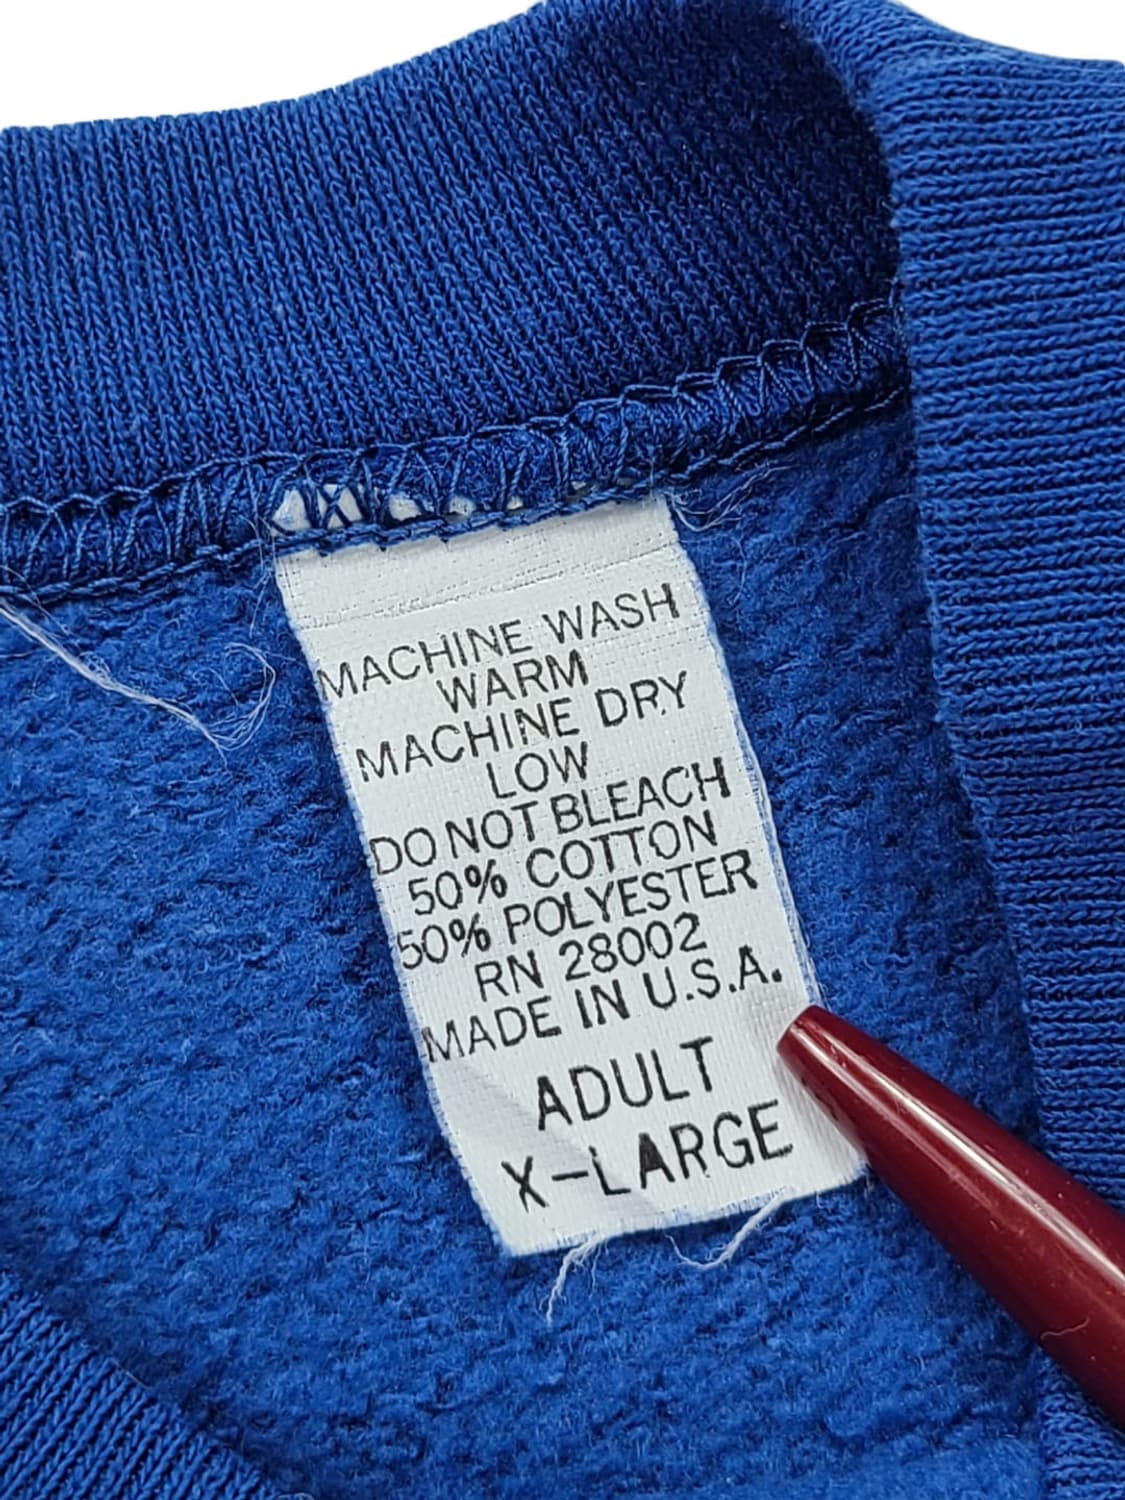 MACHINE WASH
WARM
MACHINE DRY
LOW
DO NOT BLEACH
50% COTTON
50% POLYESTER
RN 28002
MADE IN U.S.A.
ADULT
X-LARGE